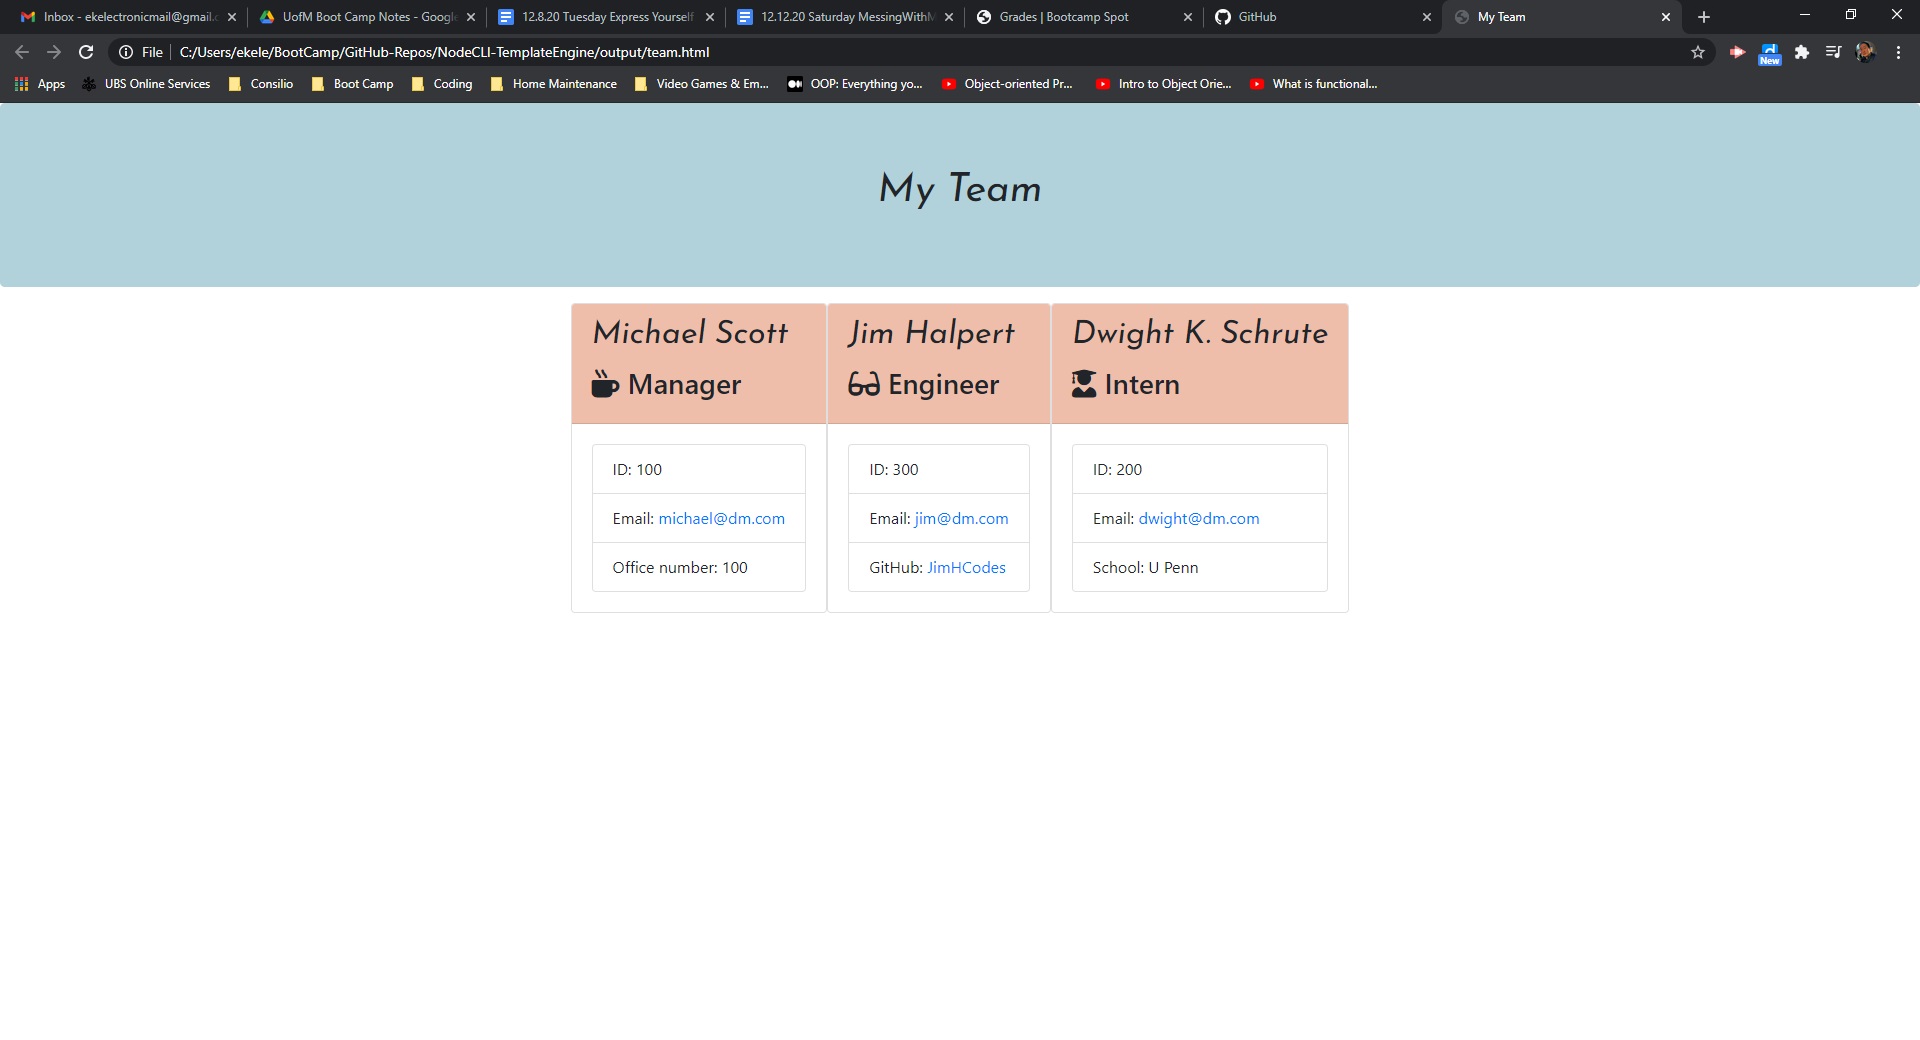 Inbox - ekelectronicmail@gmail.c
UofM Boot Camp Notes - Google
12.8.20 Tuesday Express Yourself
12.12.20 Saturday MessingWithM
Grades | Bootcamp Spot
GitHub
My Team
File
C:/Users/ekele/BootCamp/GitHub-Repos/NodeCLI-TemplateEngine/output/team.html
New
Apps
UBS Online Services
Consilio
Boot Camp
Coding
Home Maintenance
Video Games & Em...
OOP: Everything yo...
Object-oriented Pr...
Intro to Object Orie...
What is functional...
My Team
Michael Scott
Manager
ID: 100
Email: michael@dm.com
Office number: 100
Jim Halpert
Engineer
ID: 300
Email: jim@dm.com
GitHub: JimHCodes
Dwight K. Schrute
Intern
ID: 200
Email: dwight@dm.com
School: U Penn